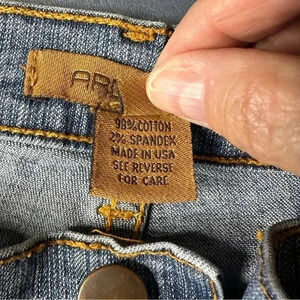 98% COTTON
2% SPANDEX
MADE IN USA
SEE REVERSE
FOR CARE